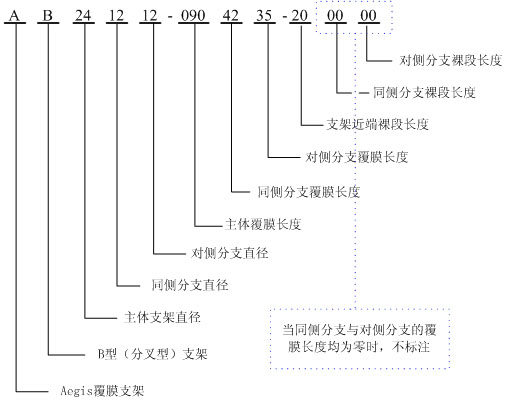 A B 24 12 12 - 090 42 35 - 20 00 00
对侧分支裸段长度
同侧分支裸段长度
支架近端裸段长度
对侧分支覆膜长度
同侧分支覆膜长度
主体覆膜长度
对侧分支直径
同侧分支直径
主体支架直径
B型（分叉型）支架
Aegis覆膜支架
当同侧分支与对侧分支的覆
膜长度均为零时，不标注